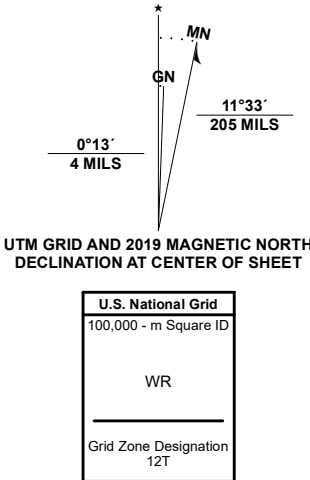 ★
MN
GN
11°33´
205 MILS
0°13´
4 MILS
UTM GRID AND 2019 MAGNETIC NORTH
DECLINATION AT CENTER OF SHEET
U.S. National Grid
100,000 - m Square ID
WR
Grid Zone Designation
12T